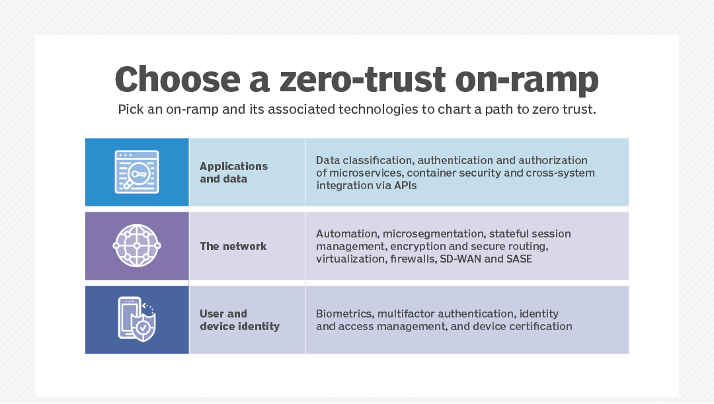 Choose a zero-trust on-ramp
Pick an on-ramp and its associated technologies to chart a path to zero trust.
Applications
and data
Data classification, authentication and authorization
of microservices, container security and cross-system
integration via APIs
The network
Automation, microsegmentation, stateful session
management, encryption and secure routing,
virtualization, firewalls, SD-WAN and SASE
User and
device identity
Biometrics, multifactor authentication, identity
and access management, and device certification